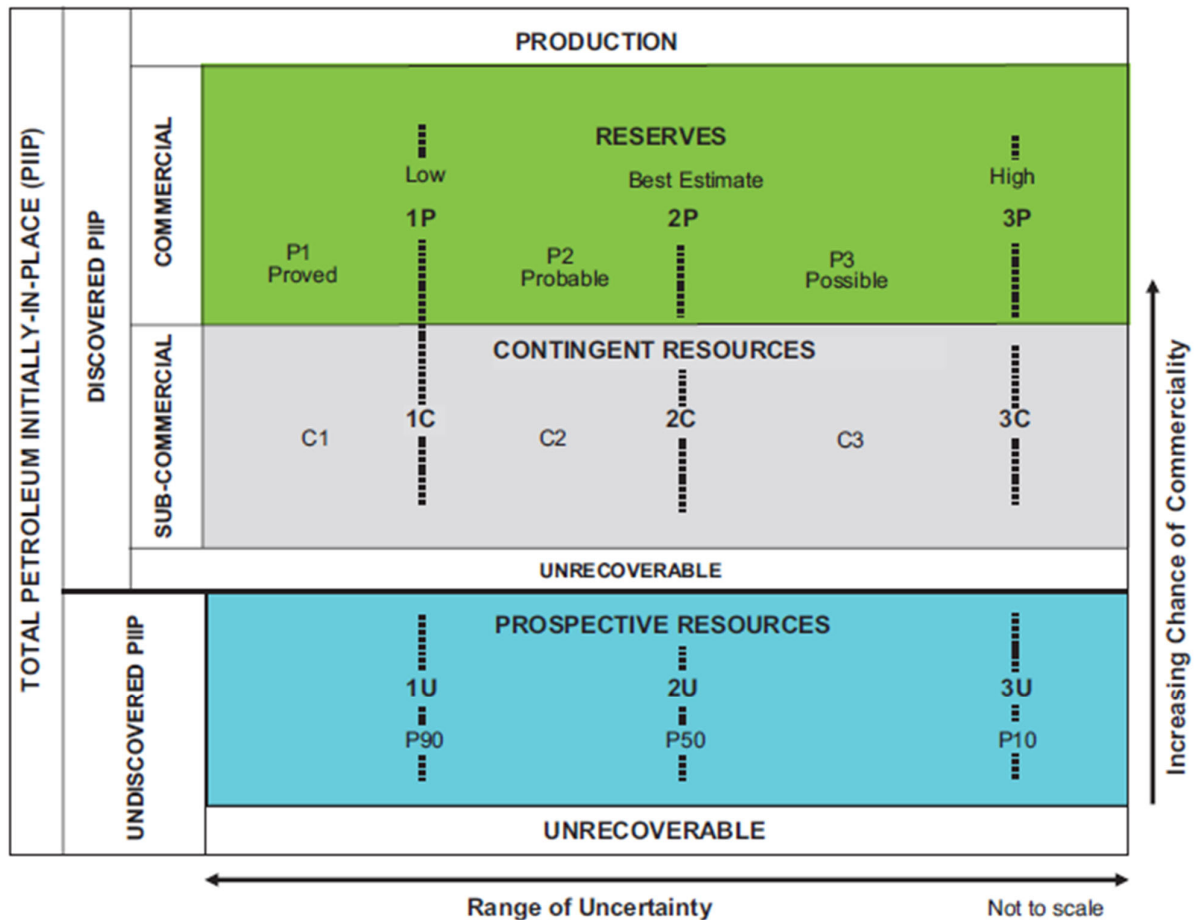 TOTAL PETROLEUM INITIALLY-IN-PLACE (PIIP)
DISCOVERED PIIP
PRODUCTION
COMMERCIAL
RESERVES
Low
Best Estimate
High
1P
2P
3P
P1
Proved
P2
Probable
P3
Possible
SUB-COMMERCIAL
CONTINGENT RESOURCES
1C
2C
3C
C1
C2
C3
UNRECOVERABLE
UNDISCOVERED PIIP
PROSPECTIVE RESOURCES
1U
2U
3U
P90
P50
P10
UNRECOVERABLE
Increasing Chance of Commerciality
Range of Uncertainty
Not to scale